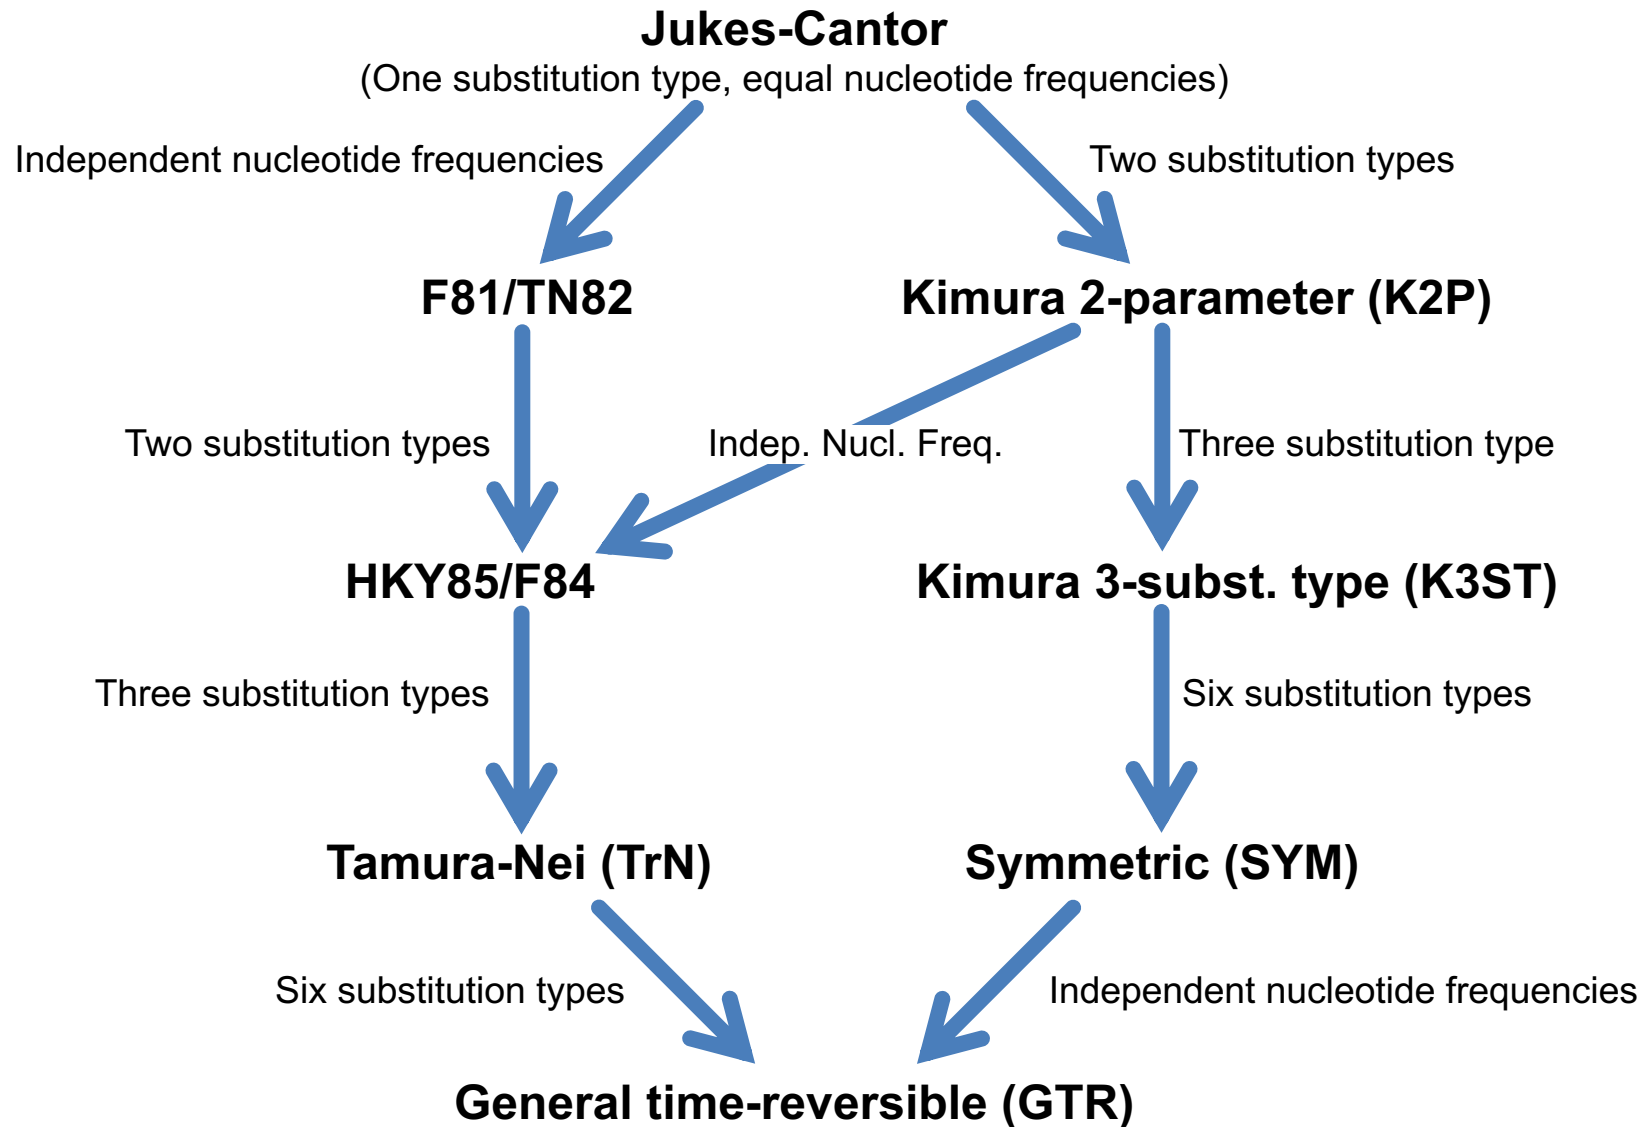 Jukes-Cantor
(One substitution type, equal nucleotide frequencies)
Independent nucleotide frequencies
Two substitution types
F81/TN82
Kimura 2-parameter (K2P)
Two substitution types
Indep. Nucl. Freq.
Three substitution type
HKY85/F84
Kimura 3-subst. type (K3ST)
Three substitution types
Six substitution types
Tamura-Nei (TrN)
Symmetric (SYM)
Six substitution types
Independent nucleotide frequencies
General time-reversible (GTR)